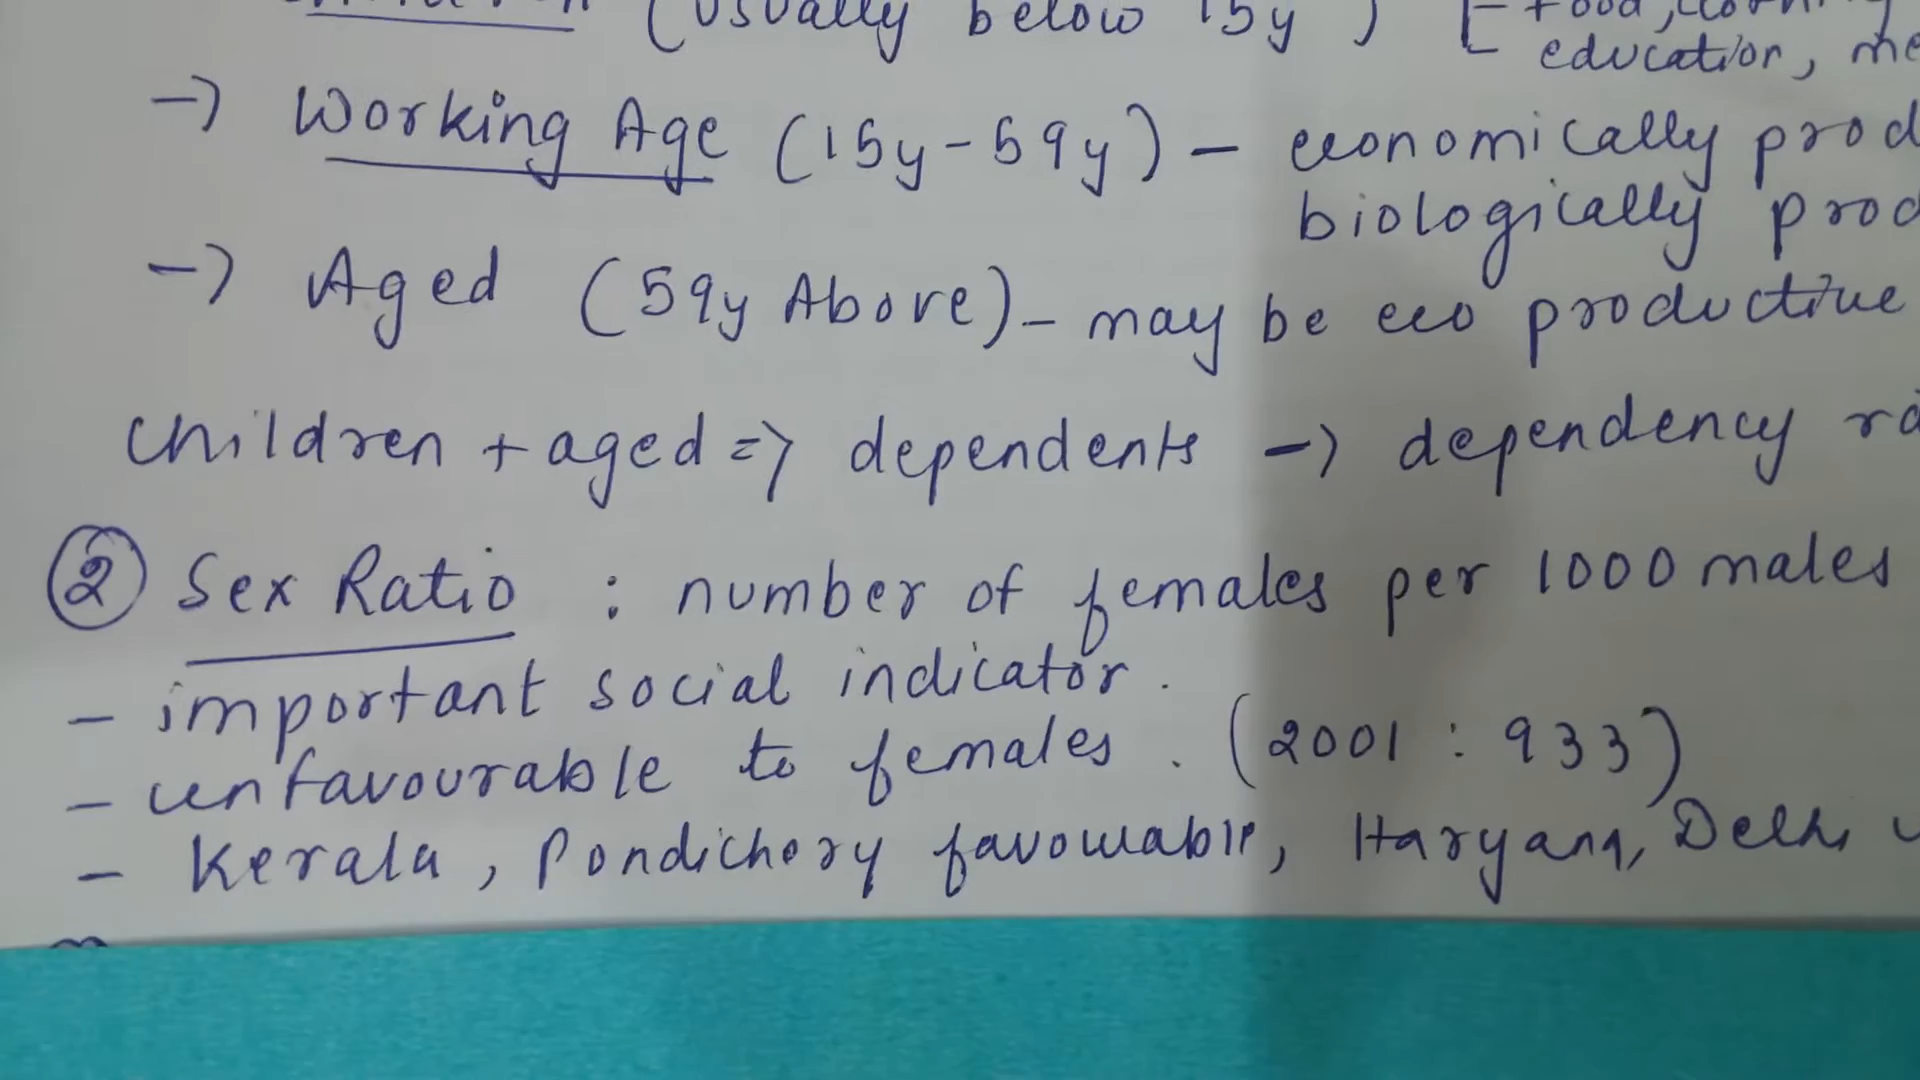 (usually below 15y) [- food,
education,
-> Working Age (15y-59y) - economically
biologically
-> Aged (59y Above) - may be eco productive
children + aged => dependents -> dependency
② Sex Ratio : number of females per 1000 males
- important social indicator.
- unfavourable to females. (2001 : 933)
- Kerala, Pondichery favourable, Haryana, Delhi